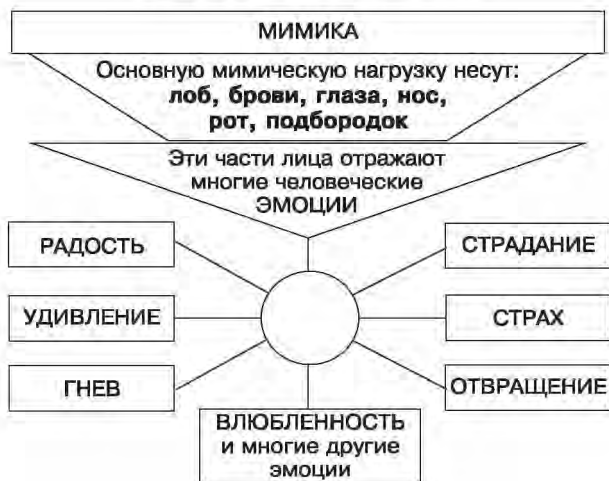 МИМИКА
Основную мимическую нагрузку несут:
лоб, брови, глаза, нос,
рот, подбородок
Эти части лица отражают
многие человеческие
ЭМОЦИИ
РАДОСТЬ
СТРАДАНИЕ
УДИВЛЕНИЕ
СТРАХ
ГНЕВ
ОТВРАЩЕНИЕ
ВЛЮБЛЕННОСТЬ
и многие другие
эмоции